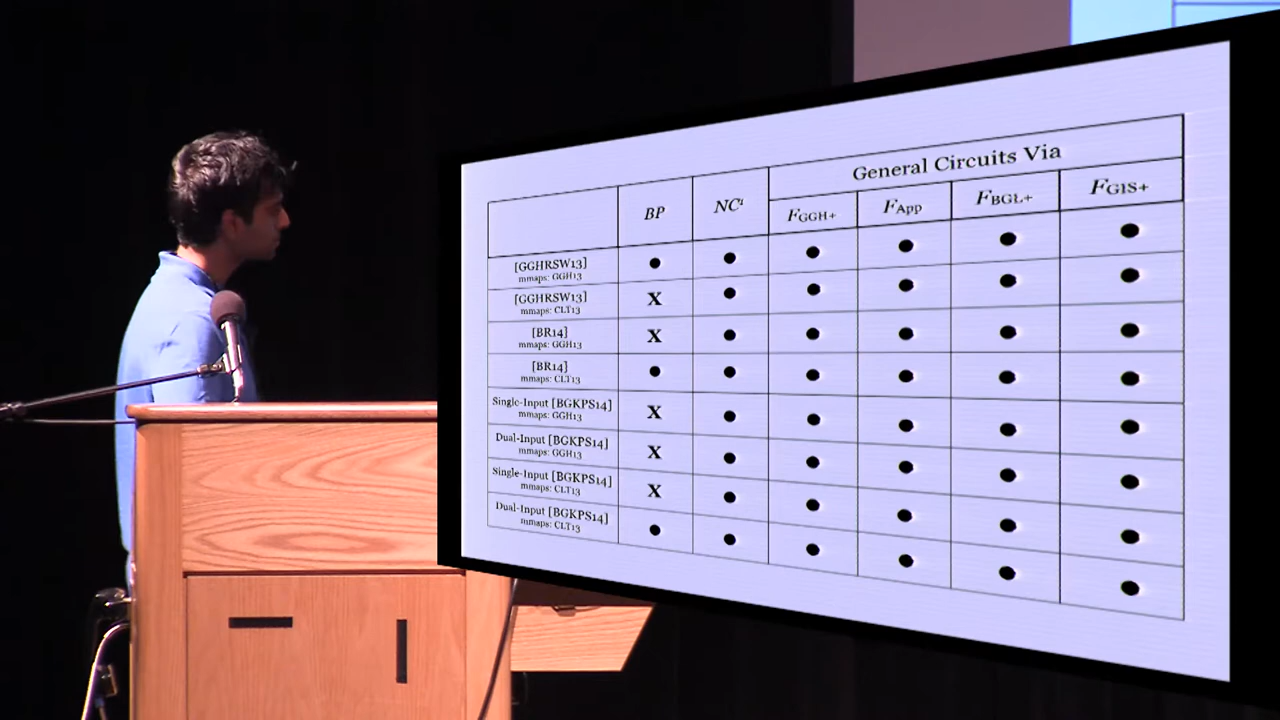 General Circuits Via
BP NC¹ FGGH+ FApp FBGL+ FGIS+
[GGHRSW13] ● ● ● ● ● ●
mmaps: GGH13
[GGHRSW13] X ● ● ● ● ●
mmaps: CLT13
[BR14] X ● ● ● ● ●
mmaps: GGH13
[BR14] ● ● ● ● ● ●
mmaps: CLT13
Single-Input [BGKPS14] X ● ● ● ● ●
mmaps: GGH13
Dual-Input [BGKPS14] X ● ● ● ● ●
mmaps: GGH13
Single-Input [BGKPS14] X ● ● ● ● ●
mmaps: CLT13
Dual-Input [BGKPS14] ● ● ● ● ● ●
mmaps: CLT13